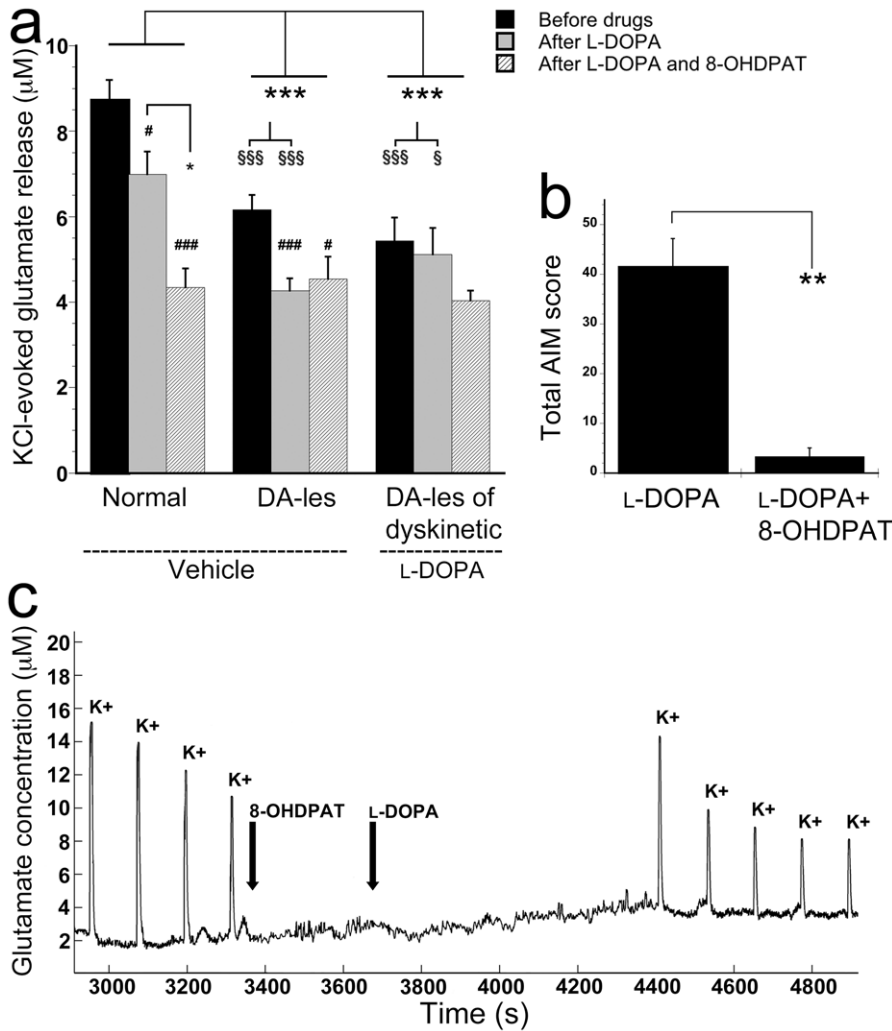 a
Before drugs
After L-DOPA
After L-DOPA and 8-OHDPAT
KCl-evoked glutamate release (μM)
10
8
6
4
2
0
#
*
###
***
§§§ §§§
### #
***
§§§ §
Normal
DA-les
DA-les of
dyskinetic
Vehicle
L-DOPA
b
Total AIM score
50
40
30
20
10
0
**
L-DOPA
L-DOPA+
8-OHDPAT
c
Glutamate concentration (μM)
20
18
16
14
12
10
8
6
4
2
K+
K+
K+
K+
8-OHDPAT
L-DOPA
K+
K+
K+
K+
K+
3000 3200 3400 3600 3800 4000 4200 4400 4600 4800
Time (s)